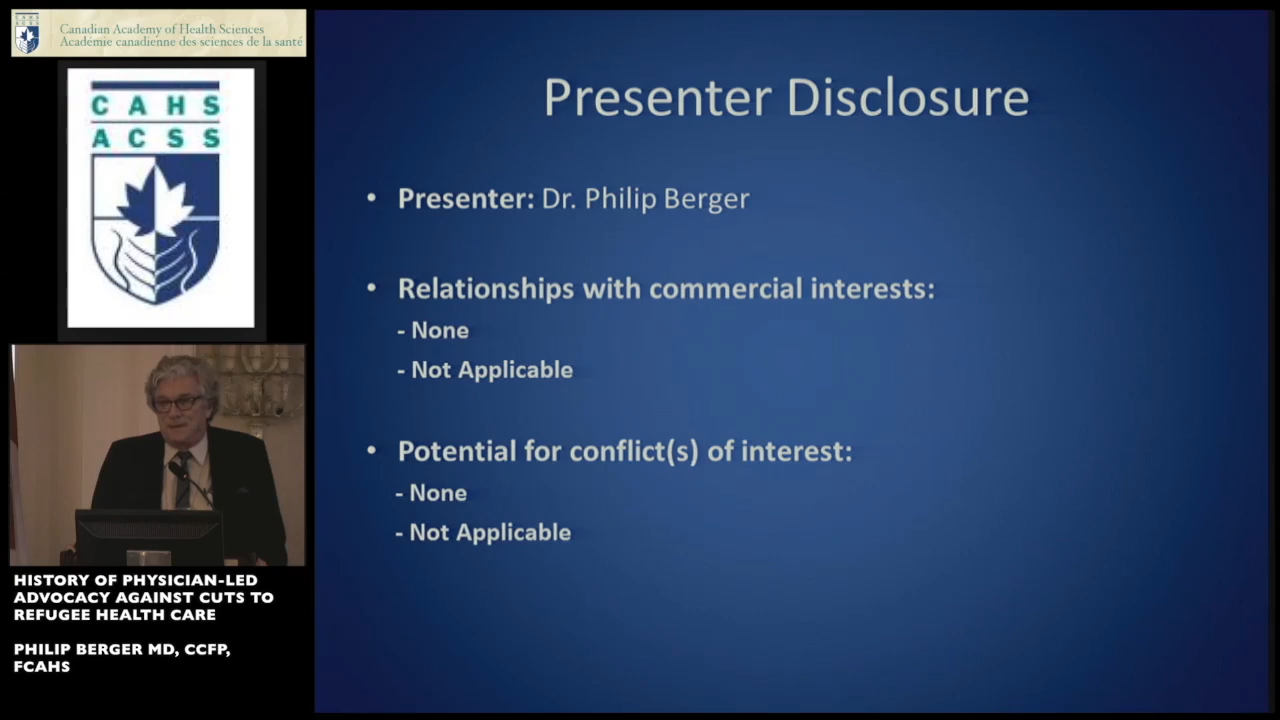 Canadian Academy of Health Sciences
Académie canadienne des sciences de la santé
CAHS
ACSS
HISTORY OF PHYSICIAN-LED
ADVOCACY AGAINST CUTS TO
REFUGEE HEALTH CARE
PHILIP BERGER MD, CCFP,
FCAHS
Presenter Disclosure
• Presenter: Dr. Philip Berger
• Relationships with commercial interests:
- None
- Not Applicable
• Potential for conflict(s) of interest:
- None
- Not Applicable